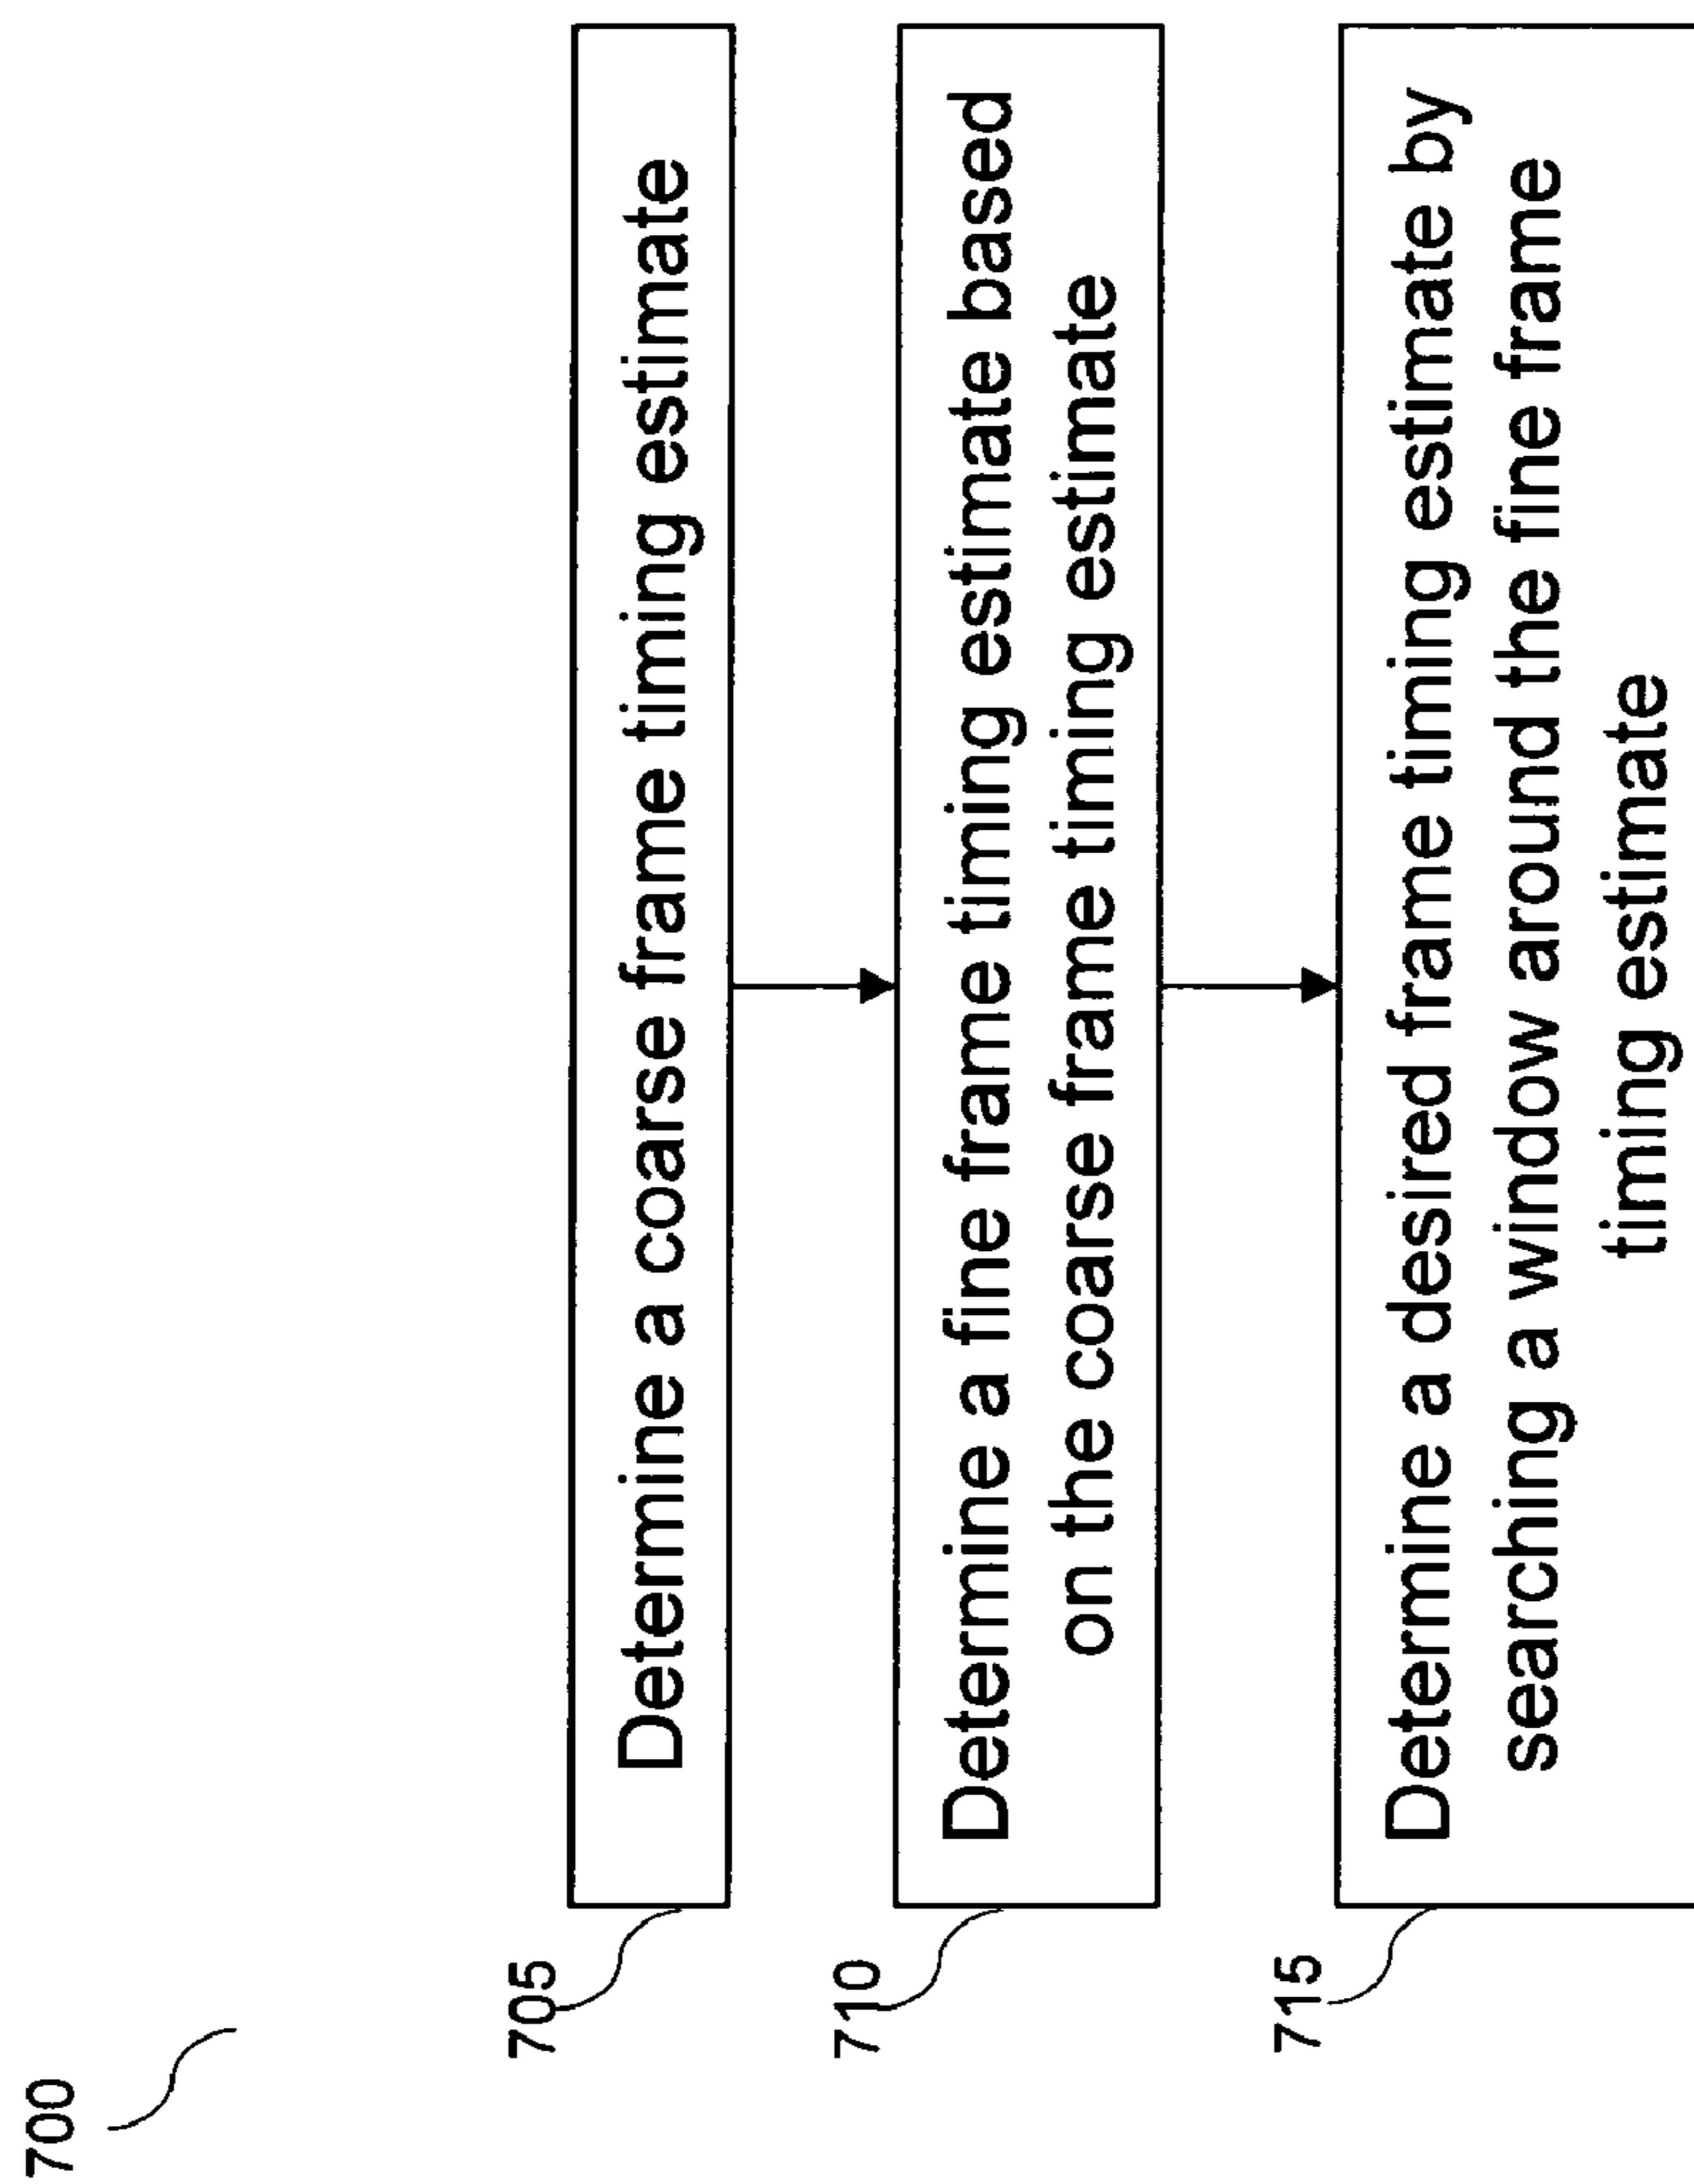 700
705
Determine a coarse frame timing estimate
710
Determine a fine frame timing estimate based
on the coarse frame timing estimate
715
Determine a desired frame timing estimate by
searching a window around the fine frame
timing estimate